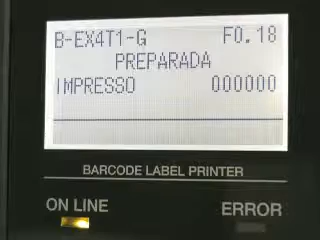 B-EX4T1-G F0.18
PREPARADA
IMPRESSO 000000
BARCODE LABEL PRINTER
ON LINE ERROR